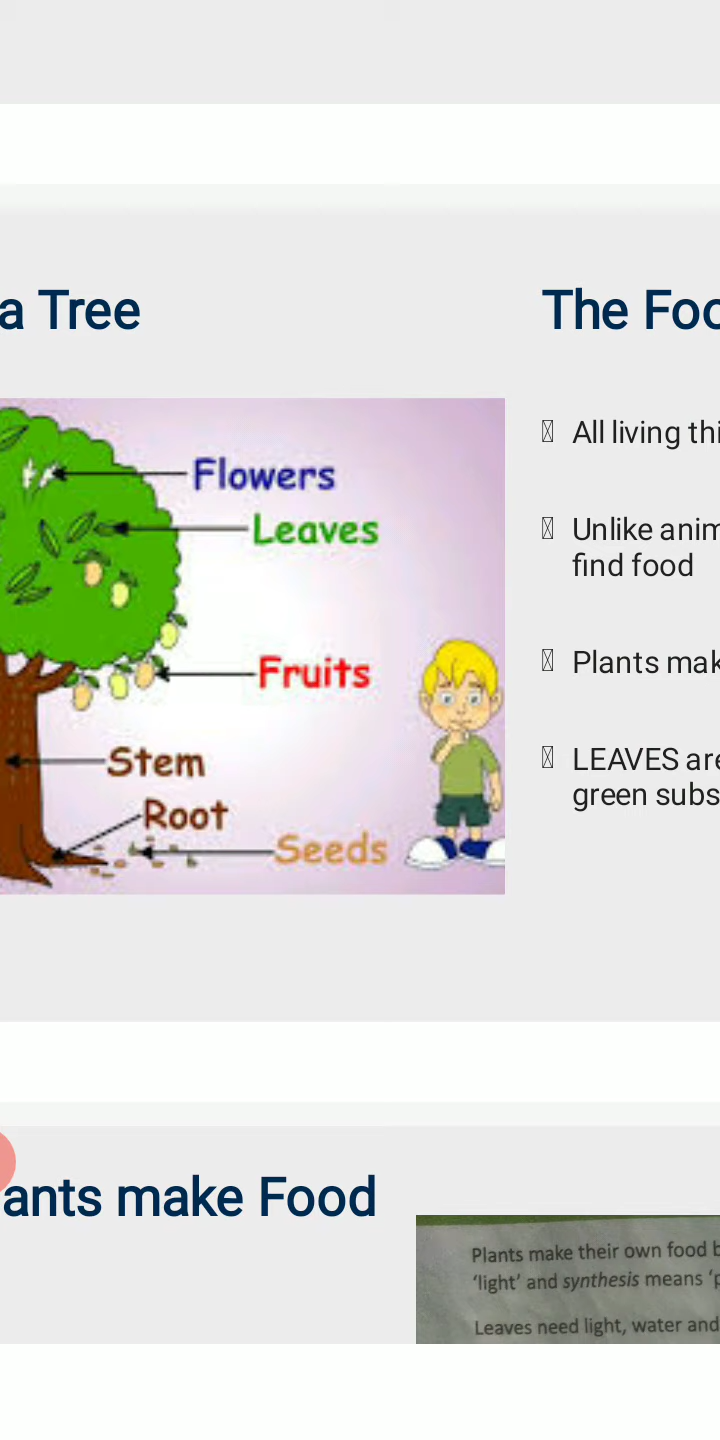 a Tree
Flowers
Leaves
Fruits
Stem
Root
Seeds
The Foo
All living thi
Unlike anim
find food
Plants mak
LEAVES are
green subs
ants make Food
Plants make their own food b
'light' and synthesis means 'p
Leaves need light, water and